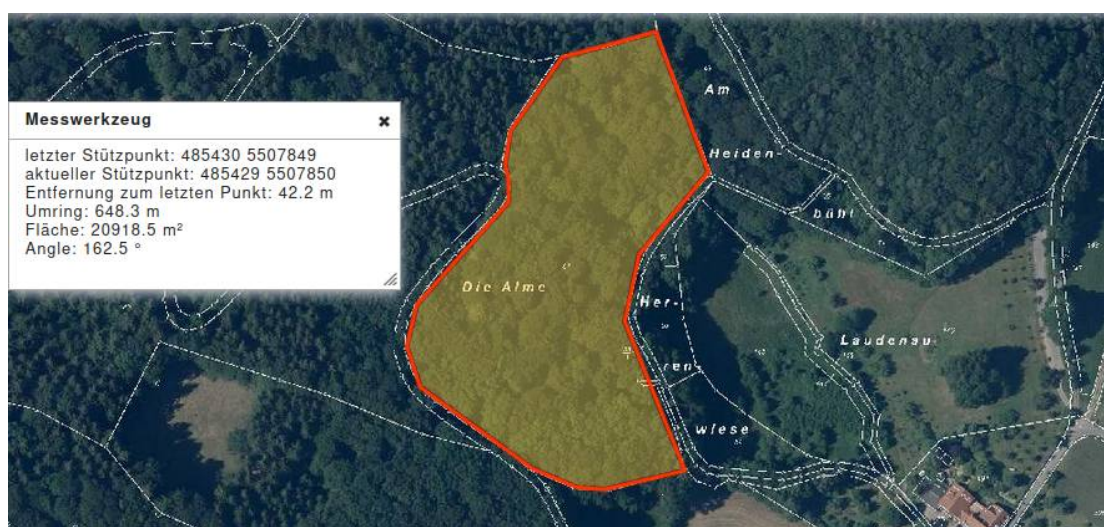 Messwerkzeug
letzter Stützpunkt: 485430 5507849
aktueller Stützpunkt: 485429 5507850
Entfernung zum letzten Punkt: 42.2 m
Umring: 648.3 m
Fläche: 20918.5 m²
Angle: 162.5 °
Am
Heiden-
bühl
Die Alme
Her-
ren-
wiese
Laudenau